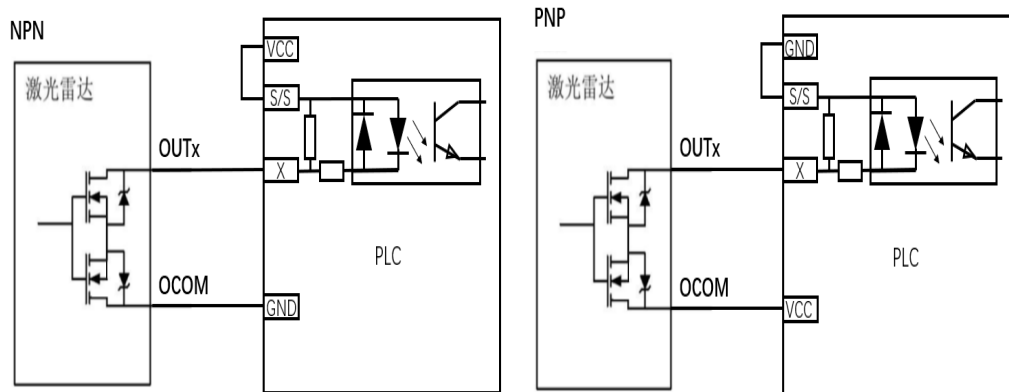 NPN
VCC
激光雷达
S/S
OUTx
X
PLC
OCOM
GND
PNP
GND
激光雷达
S/S
OUTx
X
PLC
OCOM
VCC